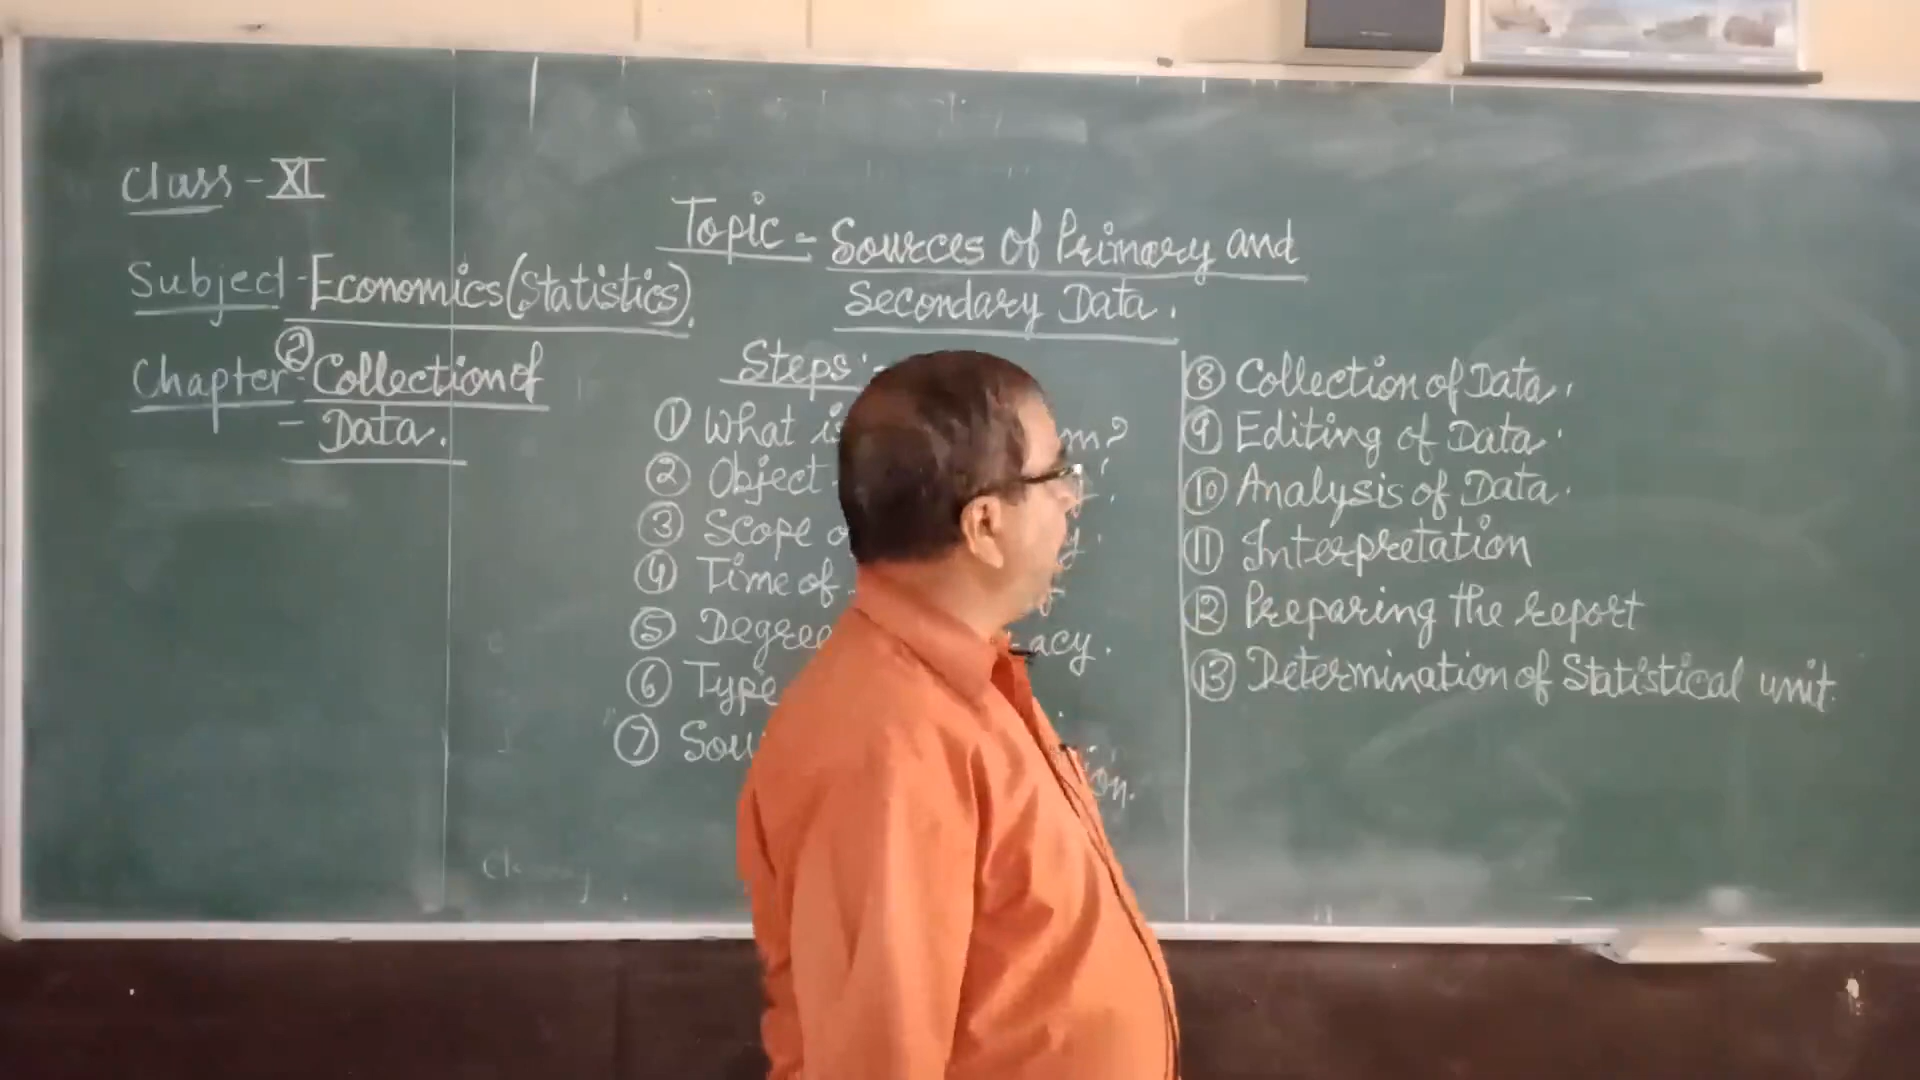 Class - XI
Subject - Economics (Statistics).
Chapter - ② Collection of
- Data.
Topic - Sources of Primary and
Secondary Data.
Steps :-
① What is m?
② Object
③ Scope
④ Time of
⑤ Degree acy.
⑥ Type
⑦ Sou on.
⑧ Collection of Data.
⑨ Editing of Data.
⑩ Analysis of Data.
⑪ Interpretation
⑫ Preparing the report
⑬ Determination of Statistical unit.